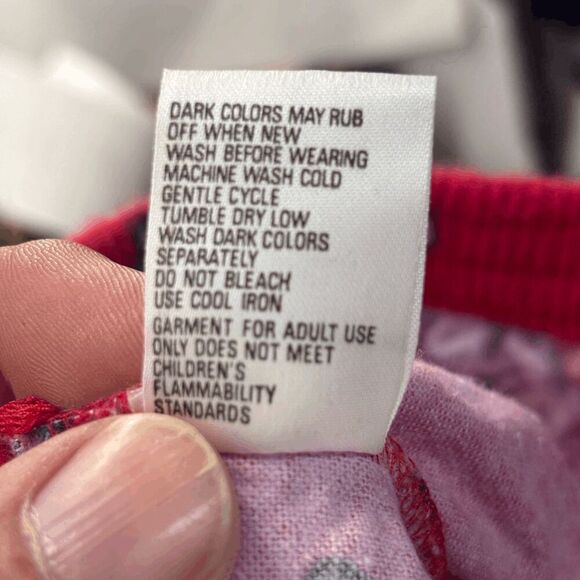 DARK COLORS MAY RUB
OFF WHEN NEW
WASH BEFORE WEARING
MACHINE WASH COLD
GENTLE CYCLE
TUMBLE DRY LOW
WASH DARK COLORS
SEPARATELY
DO NOT BLEACH
USE COOL IRON
GARMENT FOR ADULT USE
ONLY DOES NOT MEET
CHILDREN'S
FLAMMABILITY
STANDARDS